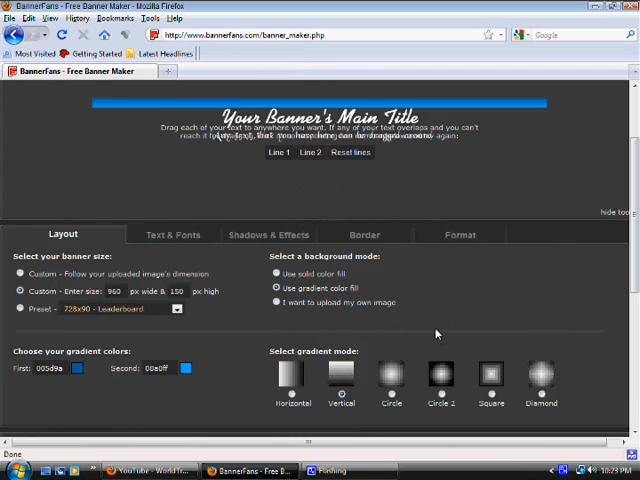 BannerFans - Free Banner Maker - Mozilla Firefox
File Edit View History Bookmarks Tools Help
http://www.bannerfans.com/banner_maker.php
Google
Most Visited Getting Started Latest Headlines
BannerFans - Free Banner Maker
Your Banner's Main Title
Drag each of your text to anywhere you want. If any of your text overlaps and you can't
Line 1 Line 2 Reset lines
hide too
Layout Text & Fonts Shadows & Effects Border Format
Select your banner size: Select a background mode:
Custom - Follow your uploaded image's dimension Use solid color fill
Custom - Enter size: 960 px wide & 150 px high Use gradient color fill
Preset - 728x90 - Leaderboard I want to upload my own image
Choose your gradient colors: Select gradient mode:
First: 005d9a Second: 00a0ff
Horizontal Vertical Circle Circle 2 Square Diamond
Done
YouTube - WorldTr... BannerFans - Free B... Flashing 10:23 PM